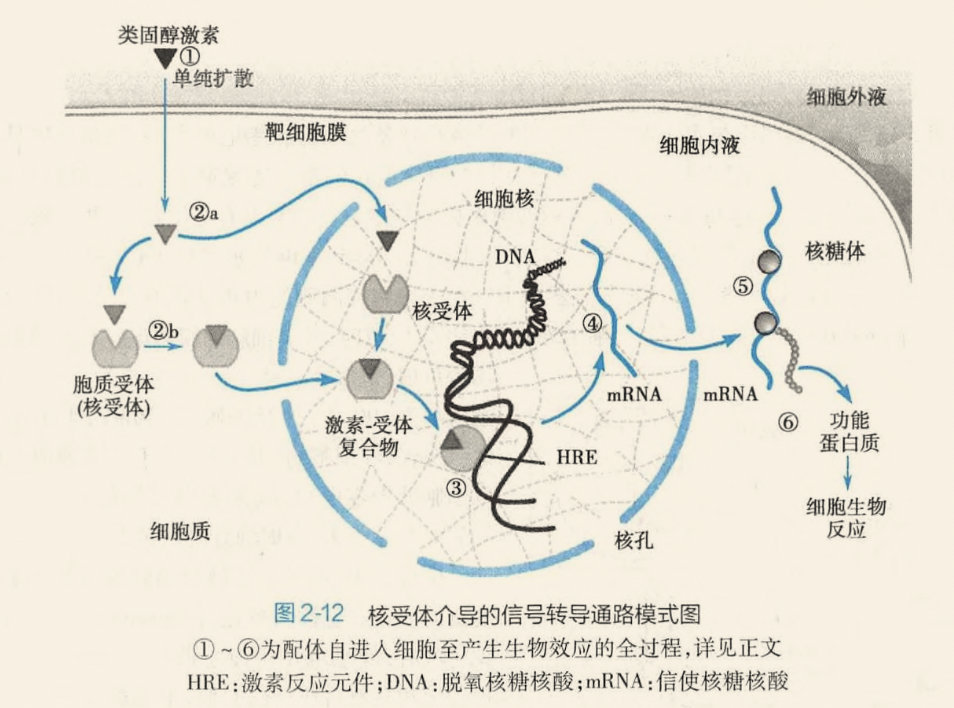 类固醇激素
①
单纯扩散
细胞外液
靶细胞膜
细胞内液
②a
细胞核
DNA
核糖体
⑤
核受体
④
②b
胞质受体
(核受体)
mRNA
mRNA
激素-受体
复合物
⑥
功能
蛋白质
HRE
③
细胞生物
反应
细胞质
核孔
图2-12 核受体介导的信号转导通路模式图
①~⑥为配体自进入细胞至产生生物效应的全过程,详见正文
HRE:激素反应元件;DNA:脱氧核糖核酸;mRNA:信使核糖核酸